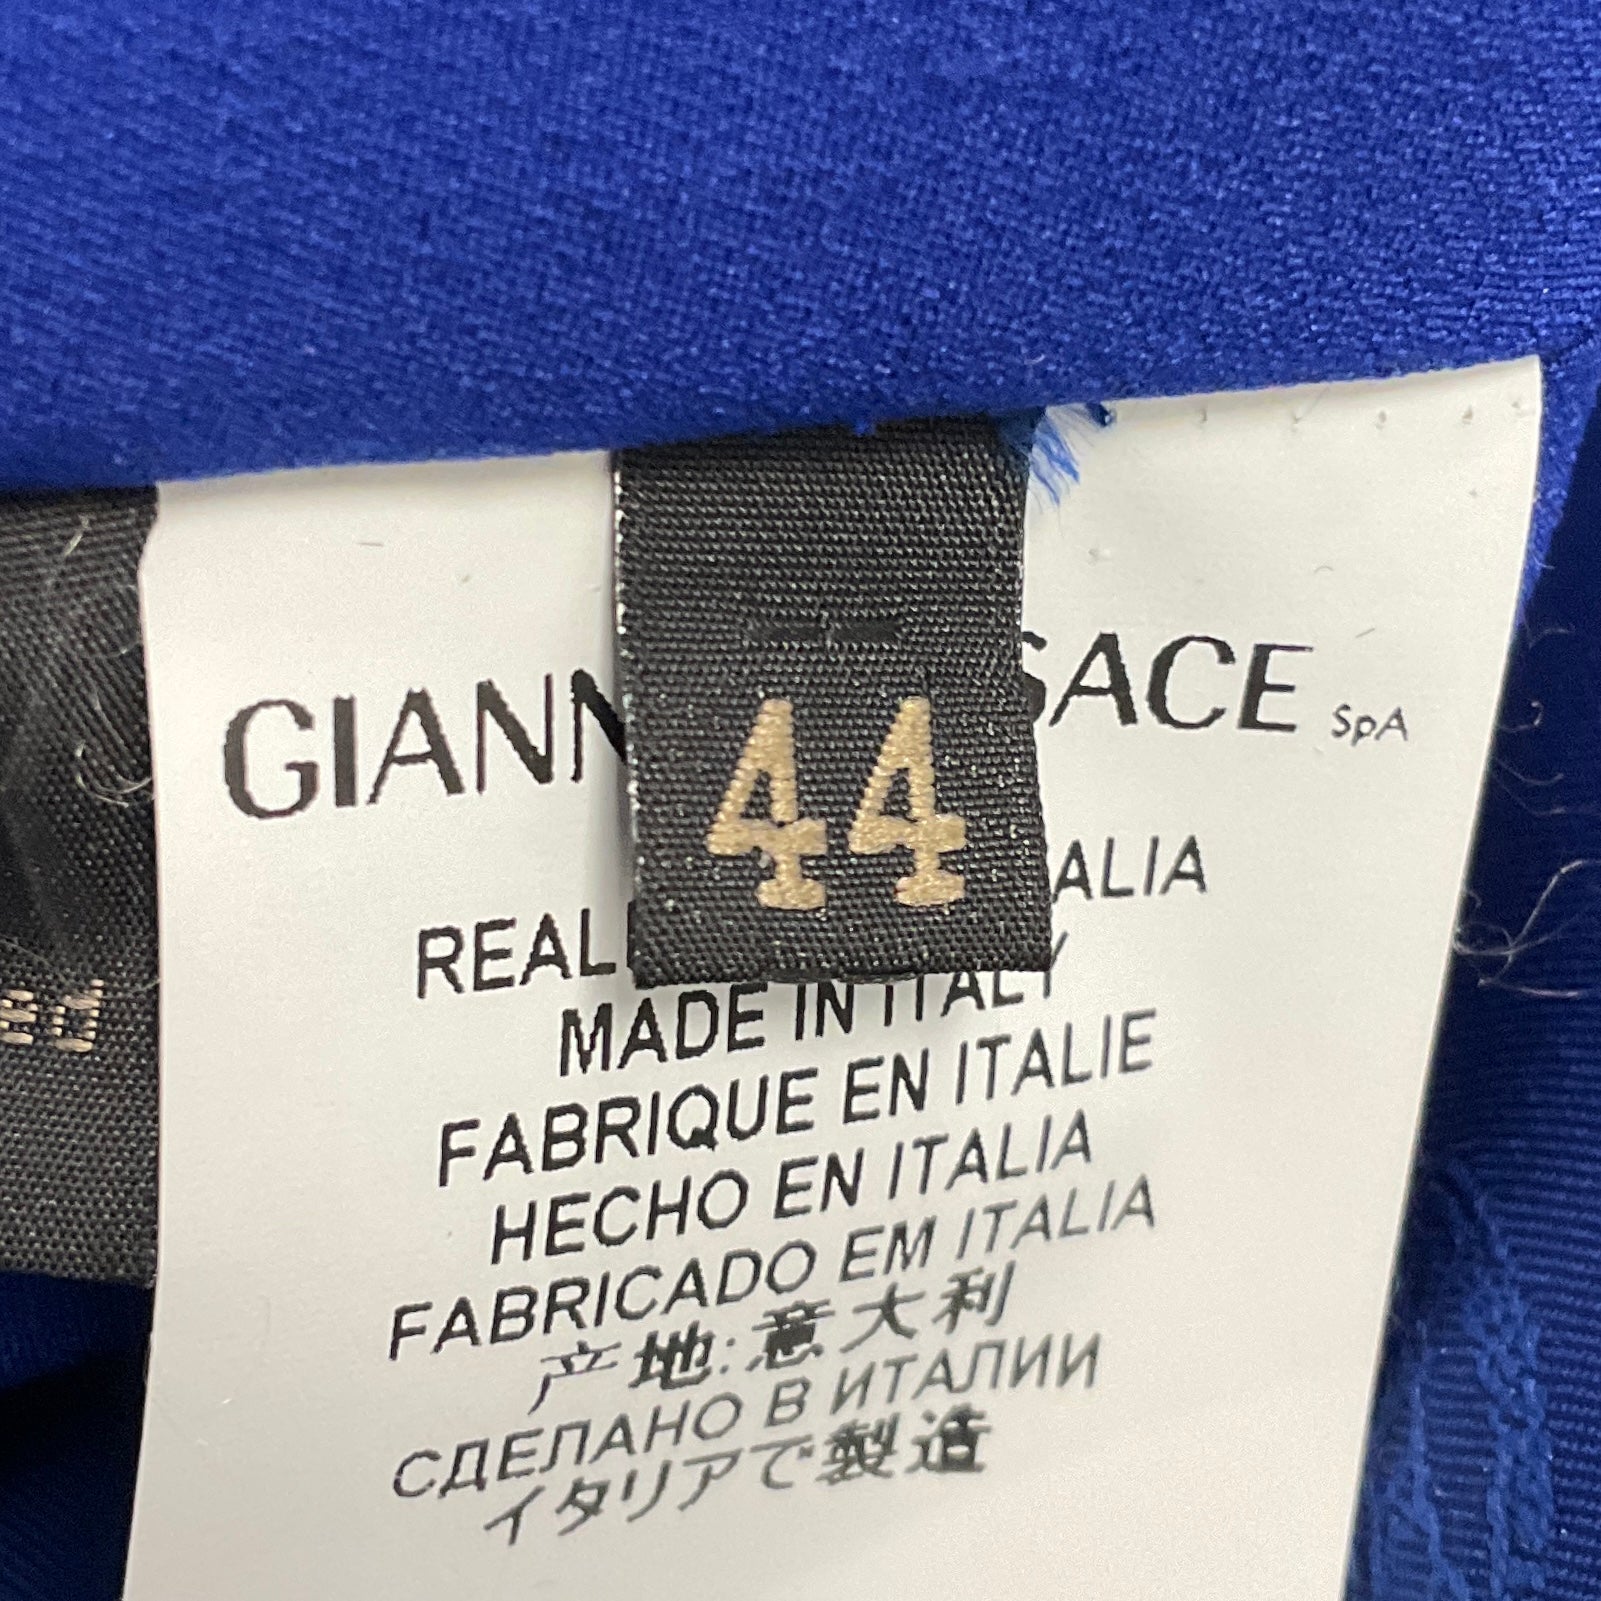 GIANN SACE SpA
44
REAL ALIA
MADE IN ITALY
FABRIQUE EN ITALIE
HECHO EN ITALIA
FABRICADO EM ITALIA
产地:意大利
СДЕЛАНО В ИТАЛИИ
イタリアで製造